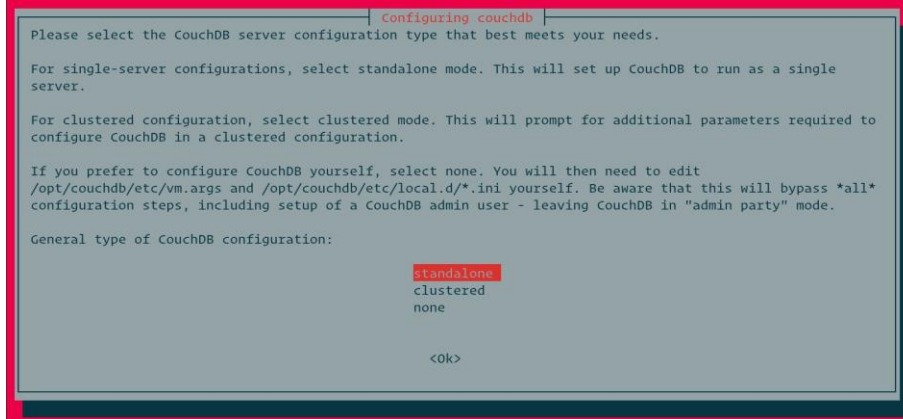 Configuring couchdb
Please select the CouchDB server configuration type that best meets your needs.
For single-server configurations, select standalone mode. This will set up CouchDB to run as a single
server.
For clustered configuration, select clustered mode. This will prompt for additional parameters required to
configure CouchDB in a clustered configuration.
If you prefer to configure CouchDB yourself, select none. You will then need to edit
/opt/couchdb/etc/vm.args and /opt/couchdb/etc/local.d/*.ini yourself. Be aware that this will bypass *all*
configuration steps, including setup of a CouchDB admin user - leaving CouchDB in "admin party" mode.
General type of CouchDB configuration:
standalone
clustered
none
<Ok>